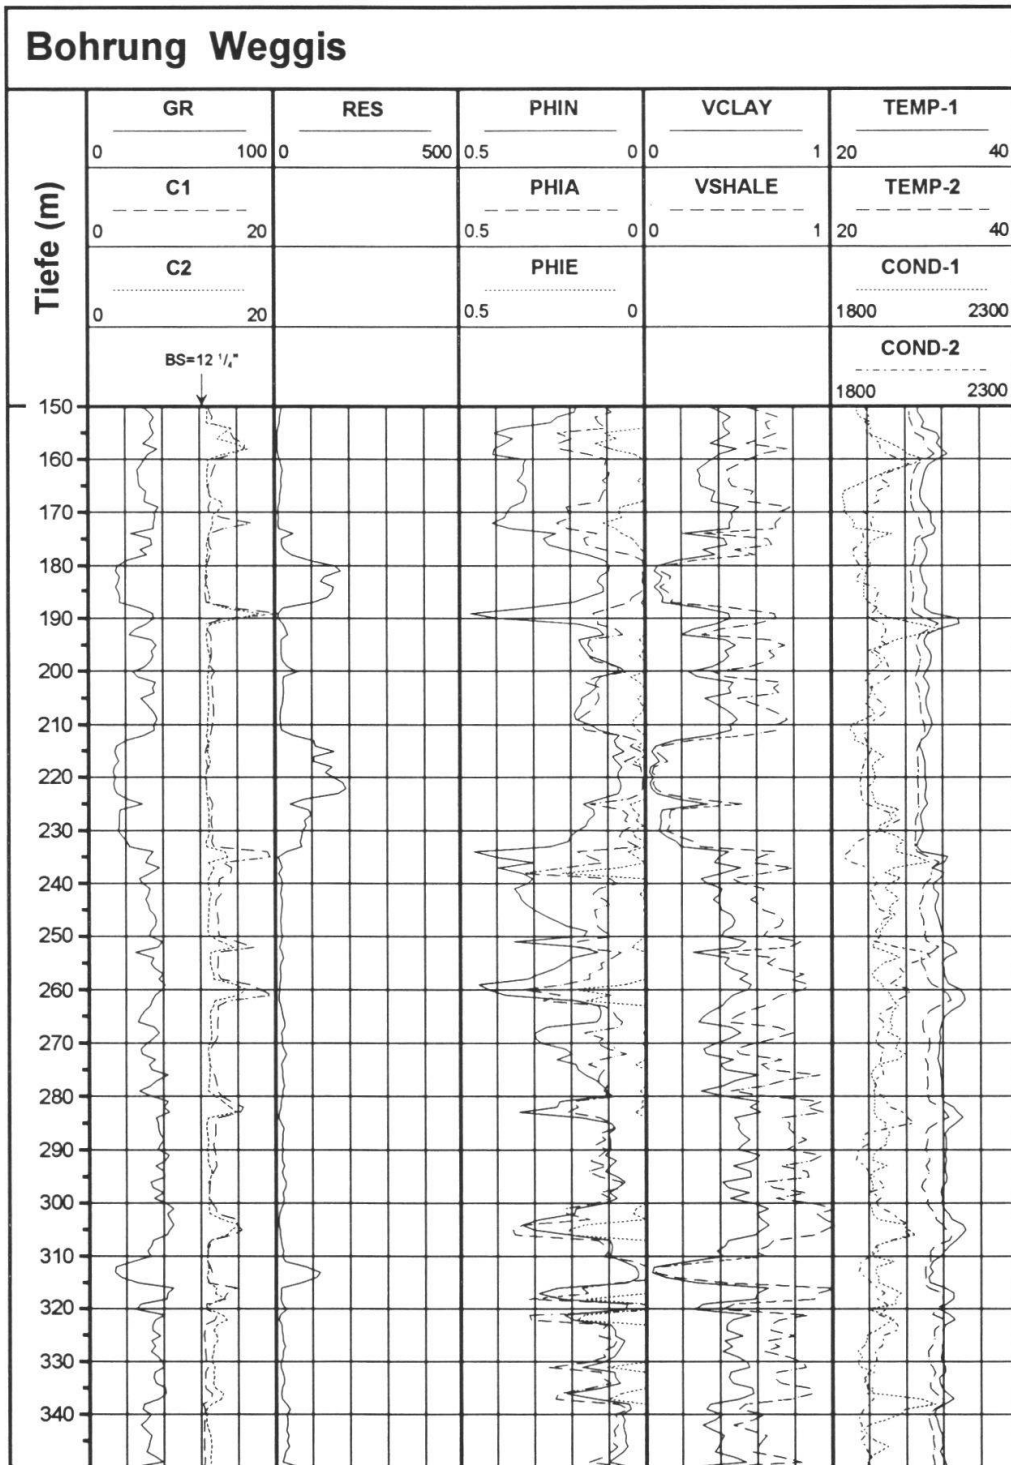 Bohrung Weggis
Tiefe (m)
GR RES PHIN VCLAY TEMP-1
0 100 0 500 0.5 0 0 1 20 40
C1 PHIA VSHALE TEMP-2
0 20 0.5 0 0 1 20 40
C2 PHIE COND-1
0 20 0.5 0 1800 2300
COND-2
BS=12 1/4"
1800 2300
150
160
170
180
190
200
210
220
230
240
250
260
270
280
290
300
310
320
330
340